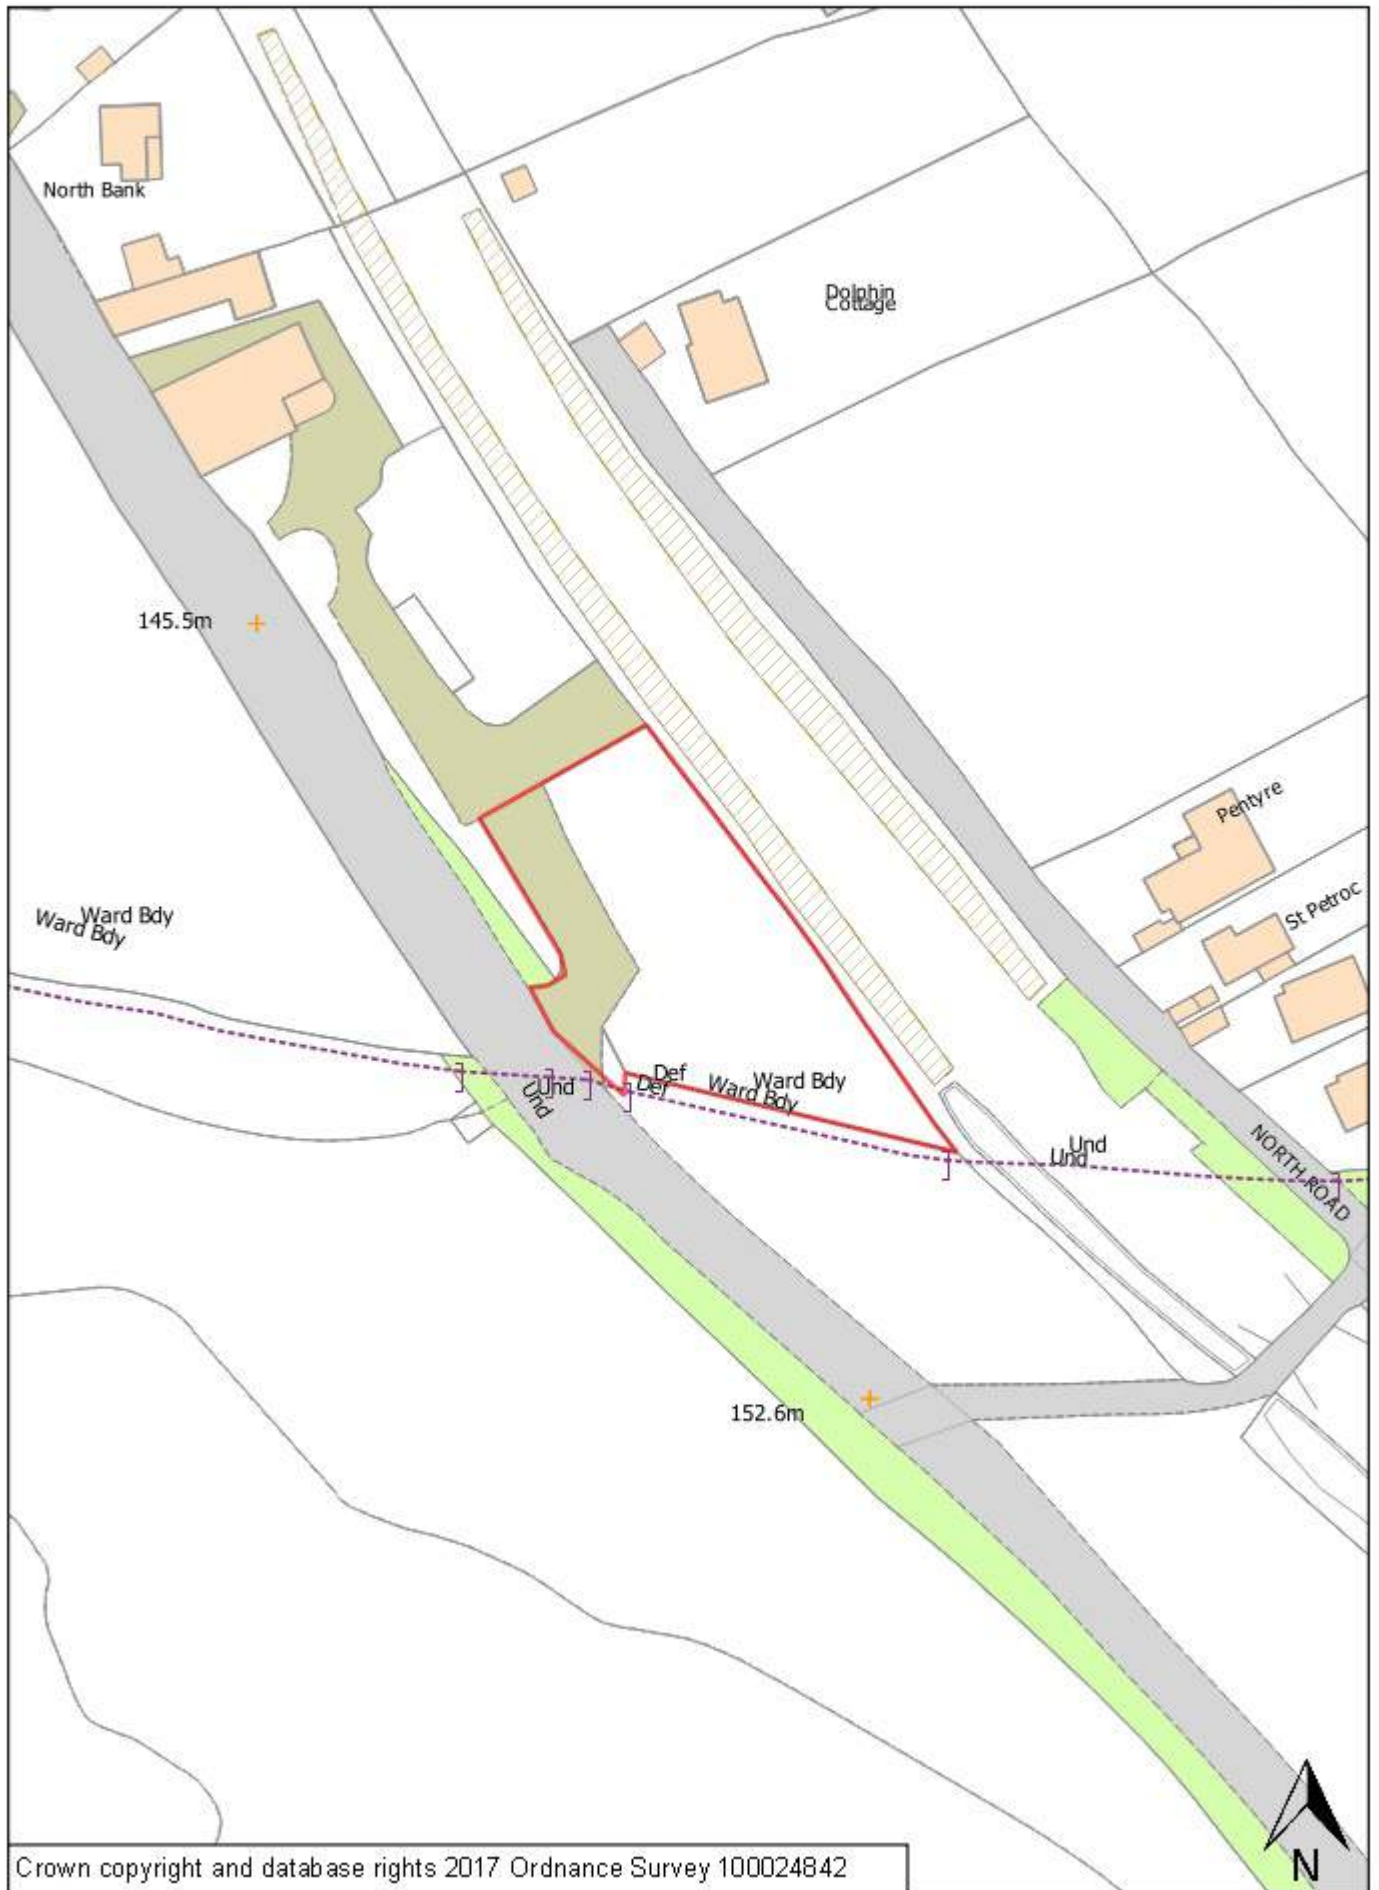 North Bank
Dolphin
Cottage
145.5m
Pentyre
St Petroc
Ward Bdy
Ward Bdy
Def
Def
Ward Bdy
Ward Bdy
Und
Und
Und
Und
NORTH ROAD
152.6m
N
Crown copyright and database rights 2017 Ordnance Survey 100024842